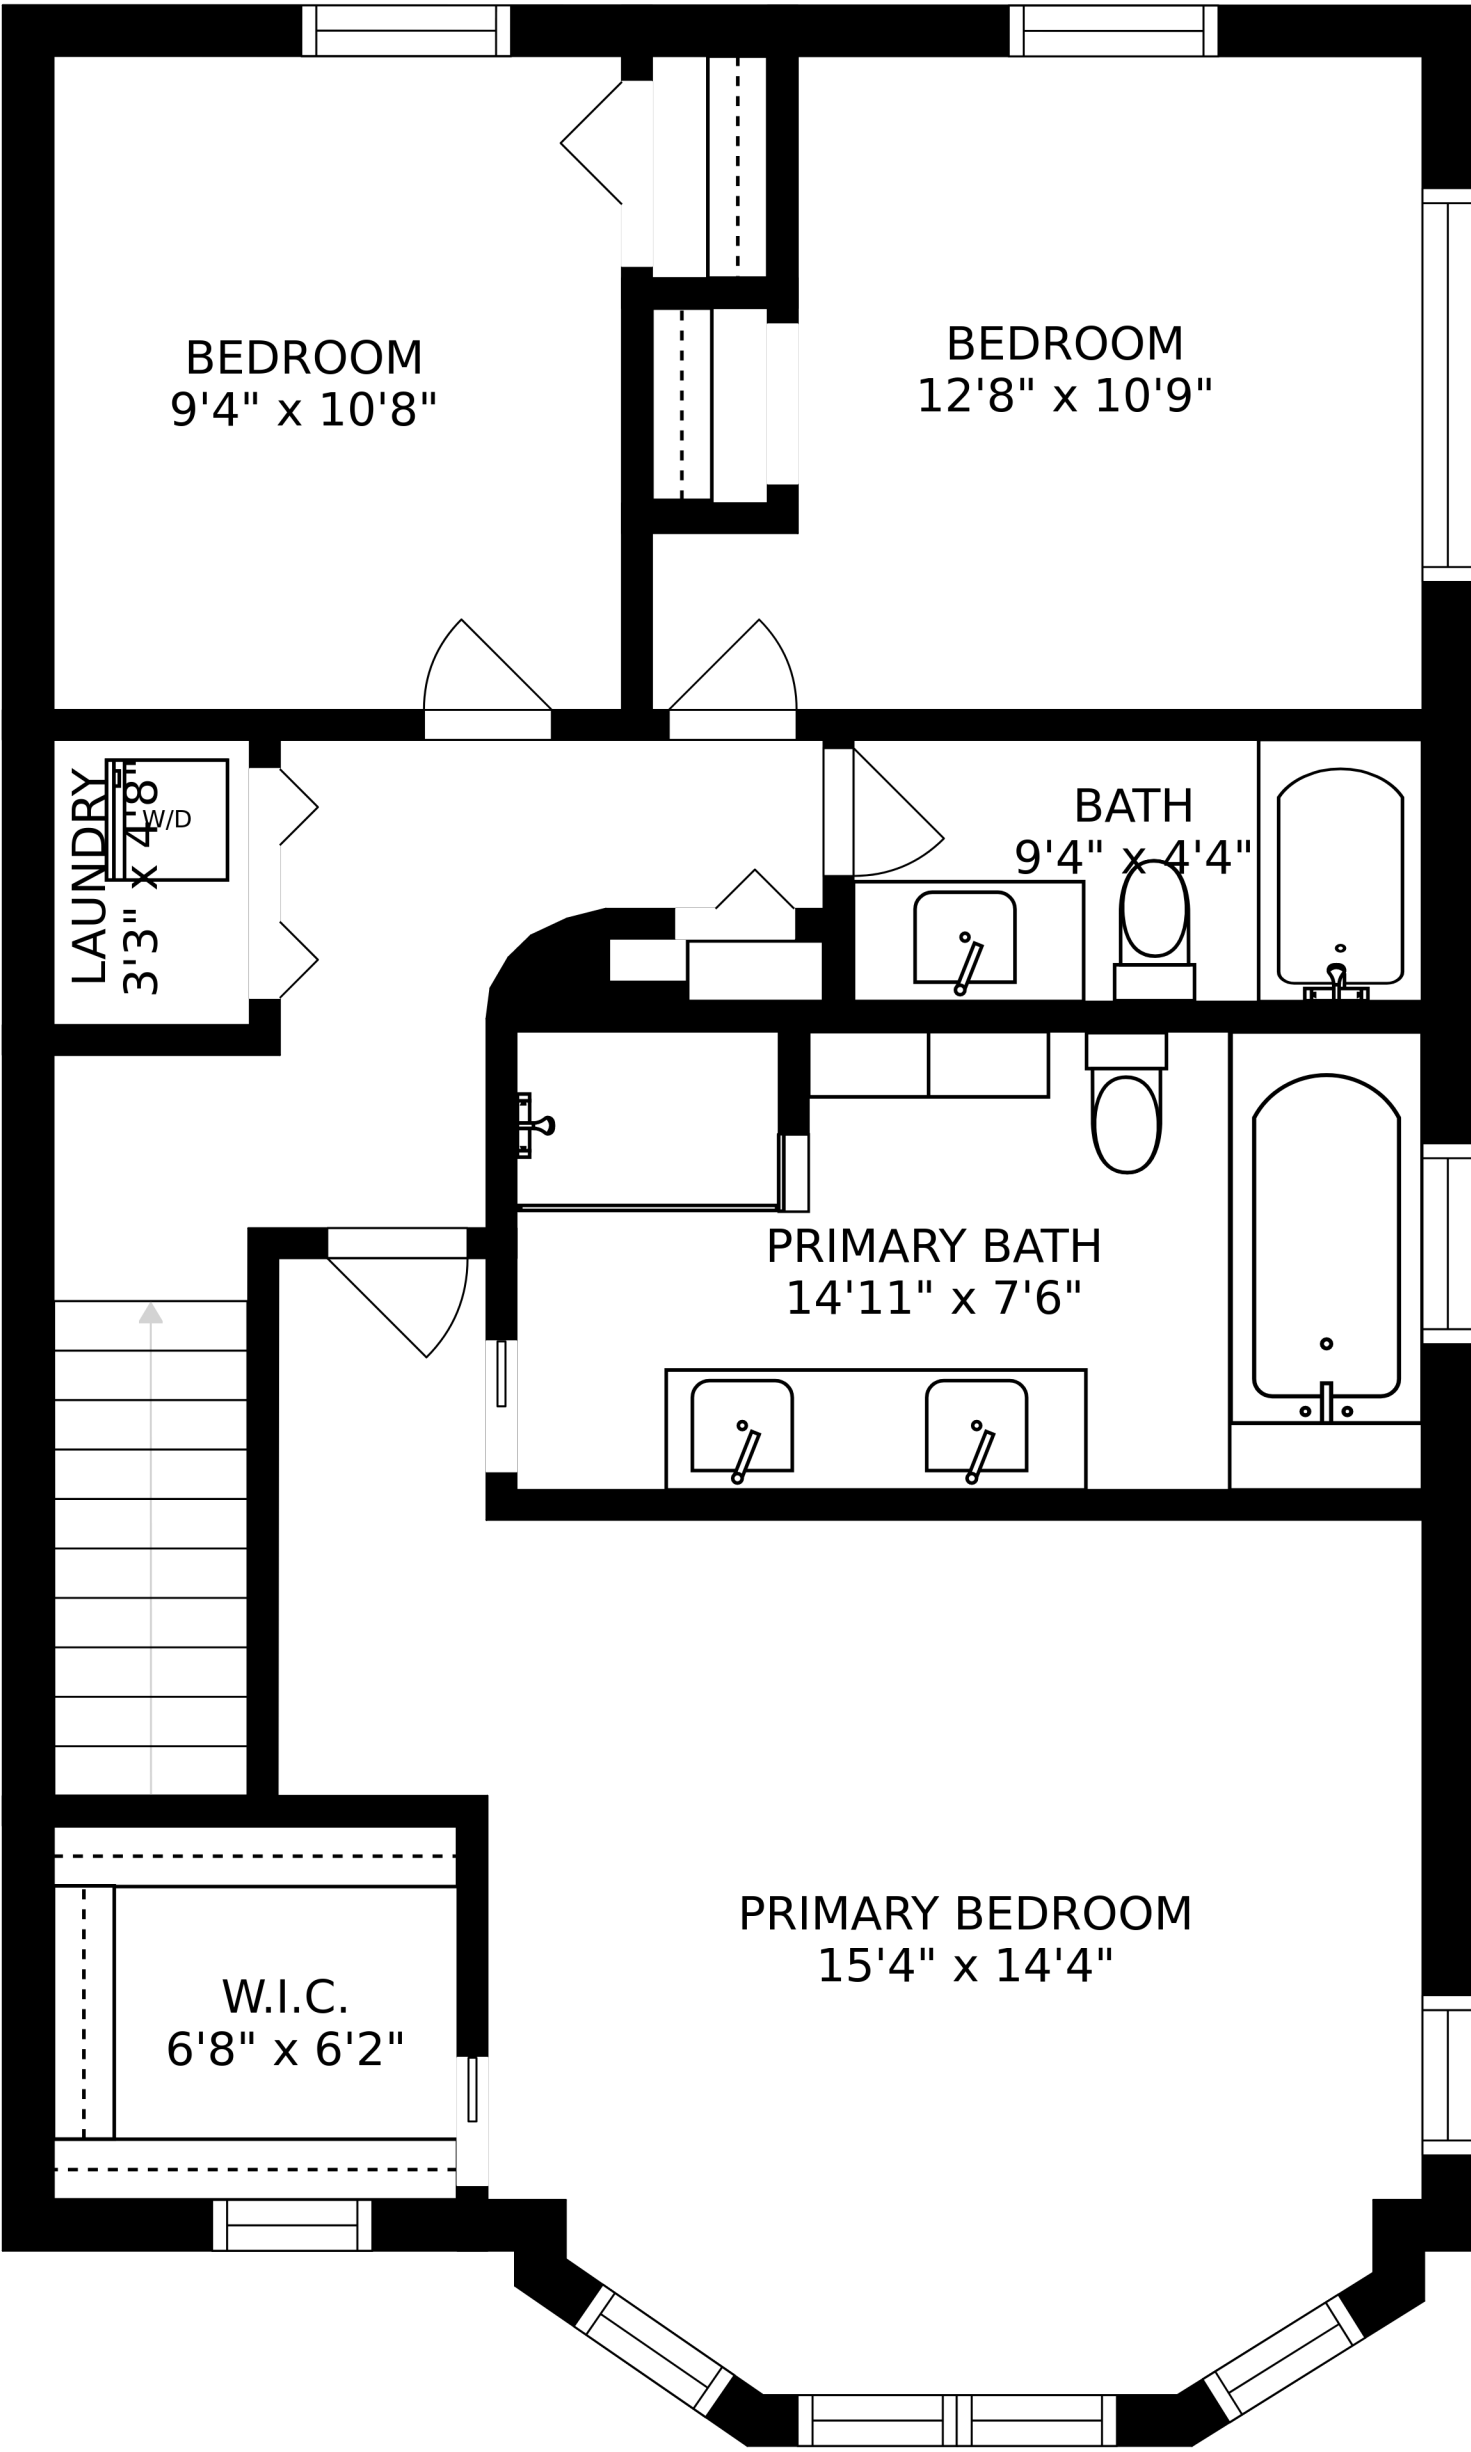 BEDROOM
9'4" x 10'8"
BEDROOM
12'8" x 10'9"
LAUNDRY
3'3" x 4'8"
W/D
BATH
9'4" x 4'4"
PRIMARY BATH
14'11" x 7'6"
PRIMARY BEDROOM
15'4" x 14'4"
W.I.C.
6'8" x 6'2"